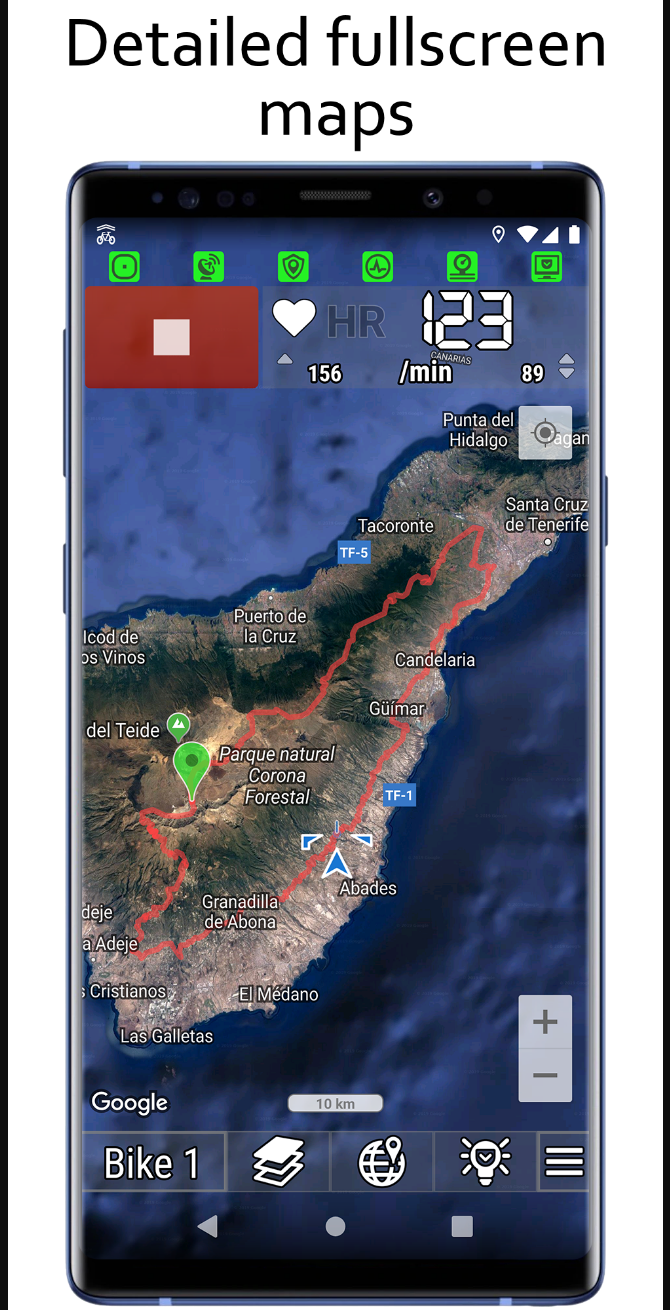 Detailed fullscreen
maps
HR 123
CANARIAS
156 /min 89
Punta del
Hidalgo
agan
Santa Cruz
de Tenerife
Tacoronte
TF-5
Puerto de
la Cruz
Icod de
os Vinos
Candelaria
Güímar
del Teide
Parque natural
Corona
Forestal
TF-1
Abades
Granadilla
de Abona
deje
a Adeje
s Cristianos
El Médano
Las Galletas
Google
10 km
Bike 1